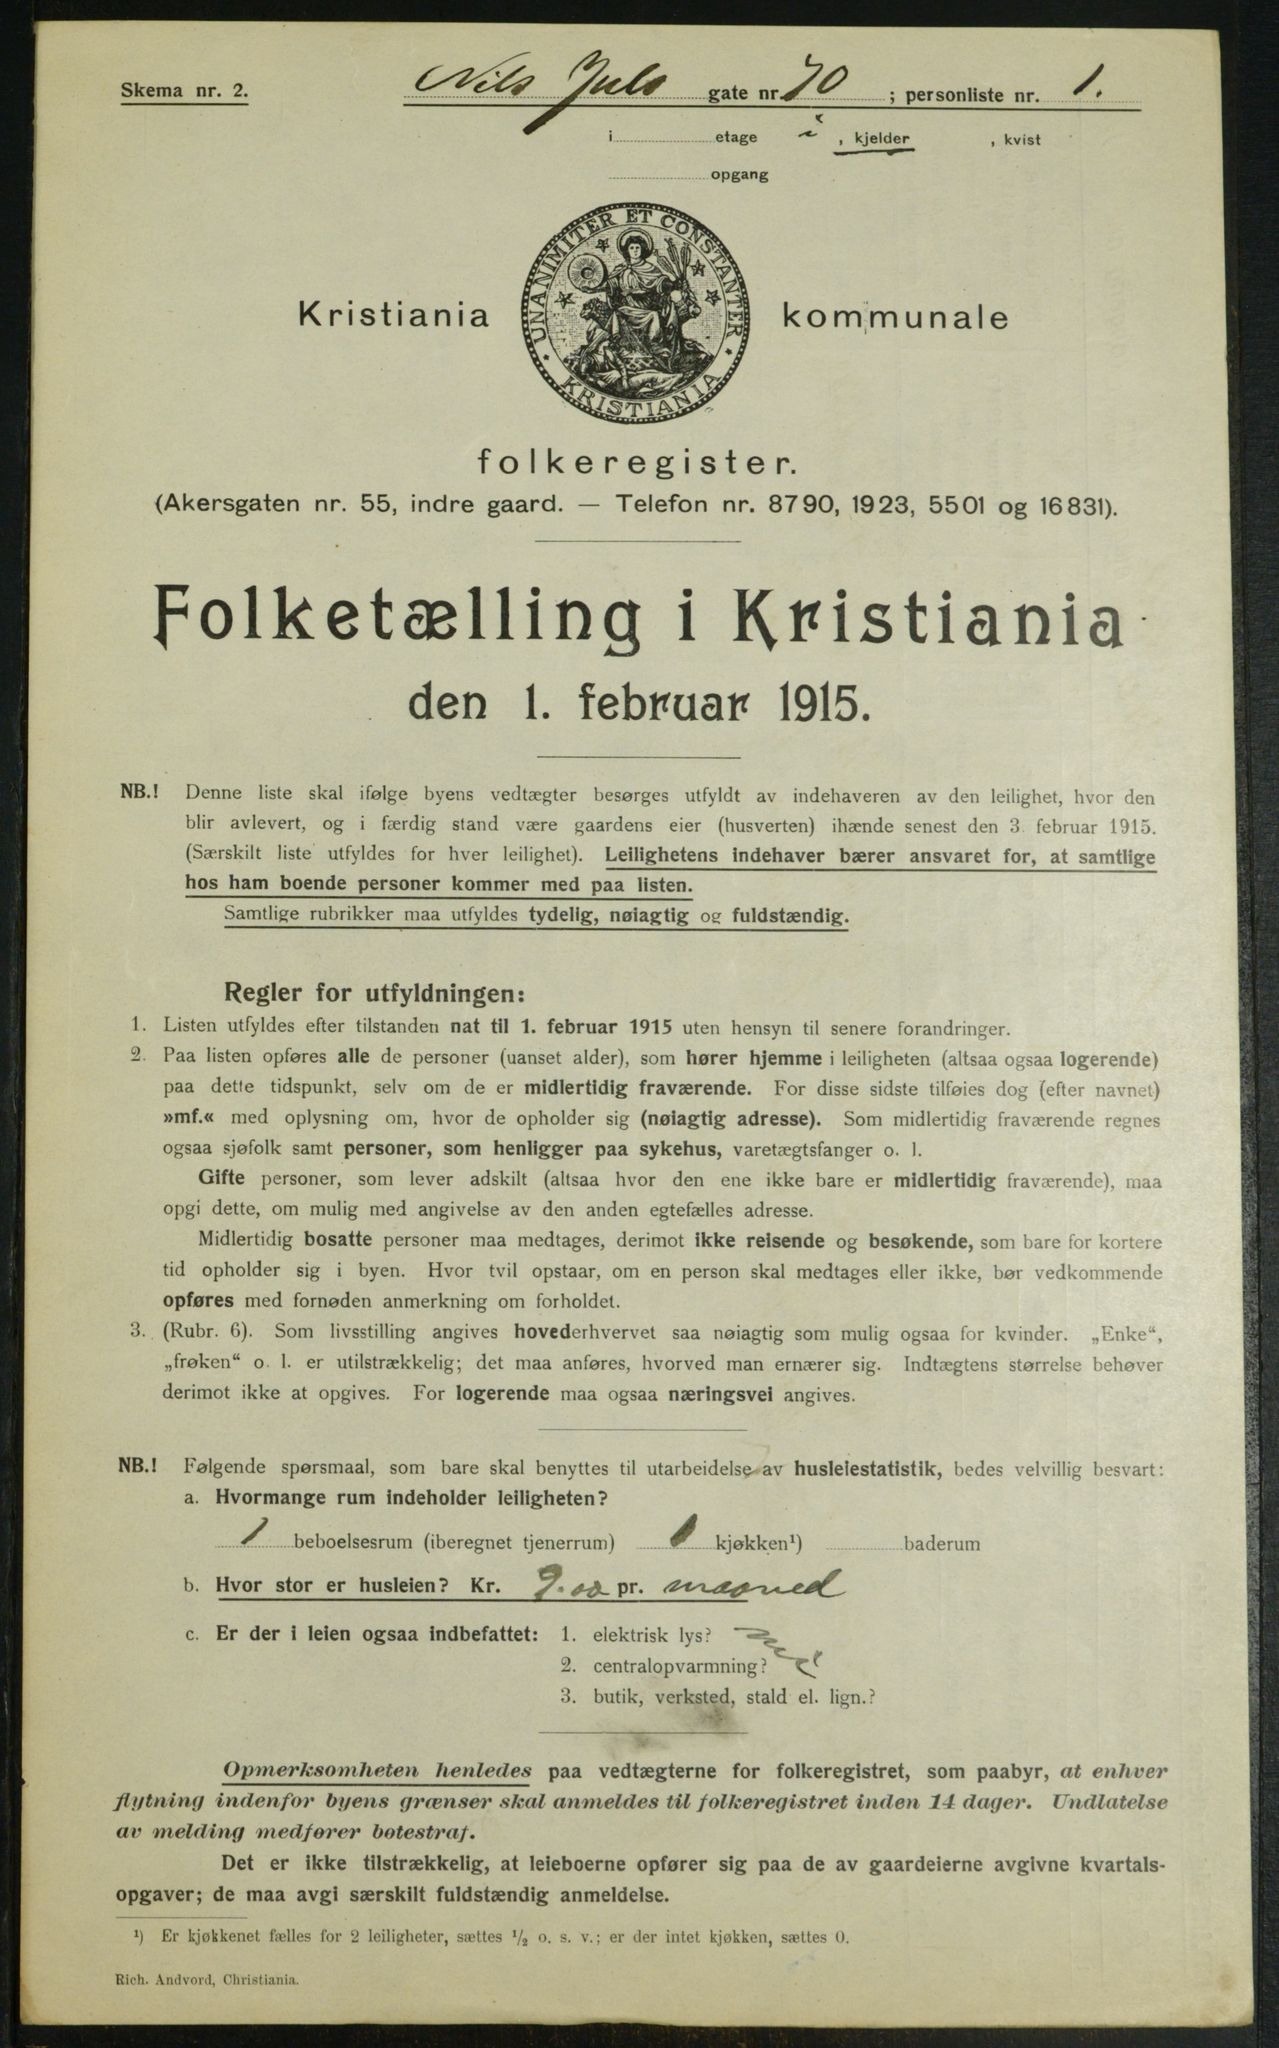 Skema nr. 2.
Nils Juls gate nr. 70 ; personliste nr. 1.
i etage i , kjelder , kvist
opgang
UNANIMITER ET CONSTANTER
KRISTIANIA
Kristiania kommunale
folkeregister.
(Akersgaten nr. 55, indre gaard. — Telefon nr. 8790, 1923, 5501 og 16831).
Folketælling i Kristiania
den 1. februar 1915.
NB.! Denne liste skal ifølge byens vedtægter besørges utfyldt av indehaveren av den leilighet, hvor den
blir avlevert, og i færdig stand være gaardens eier (husverten) ihænde senest den 3. februar 1915.
(Særskilt liste utfyldes for hver leilighet). Leilighetens indehaver bærer ansvaret for, at samtlige
hos ham boende personer kommer med paa listen.
Samtlige rubrikker maa utfyldes tydelig, nøiagtig og fuldstændig.
Regler for utfyldningen:
1. Listen utfyldes efter tilstanden nat til 1. februar 1915 uten hensyn til senere forandringer.
2. Paa listen opføres alle de personer (uanset alder), som hører hjemme i leiligheten (altsaa ogsaa logerende)
paa dette tidspunkt, selv om de er midlertidig fraværende. For disse sidste tilføies dog (efter navnet)
»mf.« med oplysning om, hvor de opholder sig (nøiagtig adresse). Som midlertidig fraværende regnes
ogsaa sjøfolk samt personer, som henligger paa sykehus, varetægtsfanger o. l.
Gifte personer, som lever adskilt (altsaa hvor den ene ikke bare er midlertidig fraværende), maa
opgi dette, om mulig med angivelse av den anden egtefælles adresse.
Midlertidig bosatte personer maa medtages, derimot ikke reisende og besøkende, som bare for kortere
tid opholder sig i byen. Hvor tvil opstaar, om en person skal medtages eller ikke, bør vedkommende
opføres med fornøden anmerkning om forholdet.
3. (Rubr. 6). Som livsstilling angives hovederhvervet saa nøiagtig som mulig ogsaa for kvinder. „Enke“,
„frøken“ o. l. er utilstrækkelig; det maa anføres, hvorved man ernærer sig. Indtægtens størrelse behøver
derimot ikke at opgives. For logerende maa ogsaa næringsvei angives.
NB.! Følgende spørsmaal, som bare skal benyttes til utarbeidelse av husleiestatistik, bedes velvillig besvart:
a. Hvormange rum indeholder leiligheten?
1 beboelsesrum (iberegnet tjenerrum) 1 kjøkken¹) baderum
b. Hvor stor er husleien? Kr. 9.00 pr. maaned
c. Er der i leien ogsaa indbefattet: 1. elektrisk lys?
2. centralopvarmning?
3. butik, verksted, stald el. lign.?
Opmerksomheten henledes paa vedtægterne for folkeregistret, som paabyr, at enhver
flytning indenfor byens grænser skal anmeldes til folkeregistret inden 14 dager. Undlatelse
av melding medfører bøtestraf.
Det er ikke tilstrækkelig, at leieboerne opfører sig paa de av gaardeierne avgivne kvartals-
opgaver; de maa avgi særskilt fuldstændig anmeldelse.
¹) Er kjøkkenet fælles for 2 leiligheter, sættes ½ o. s. v.; er der intet kjøkken, sættes 0.
Rich. Andvord, Christiania.